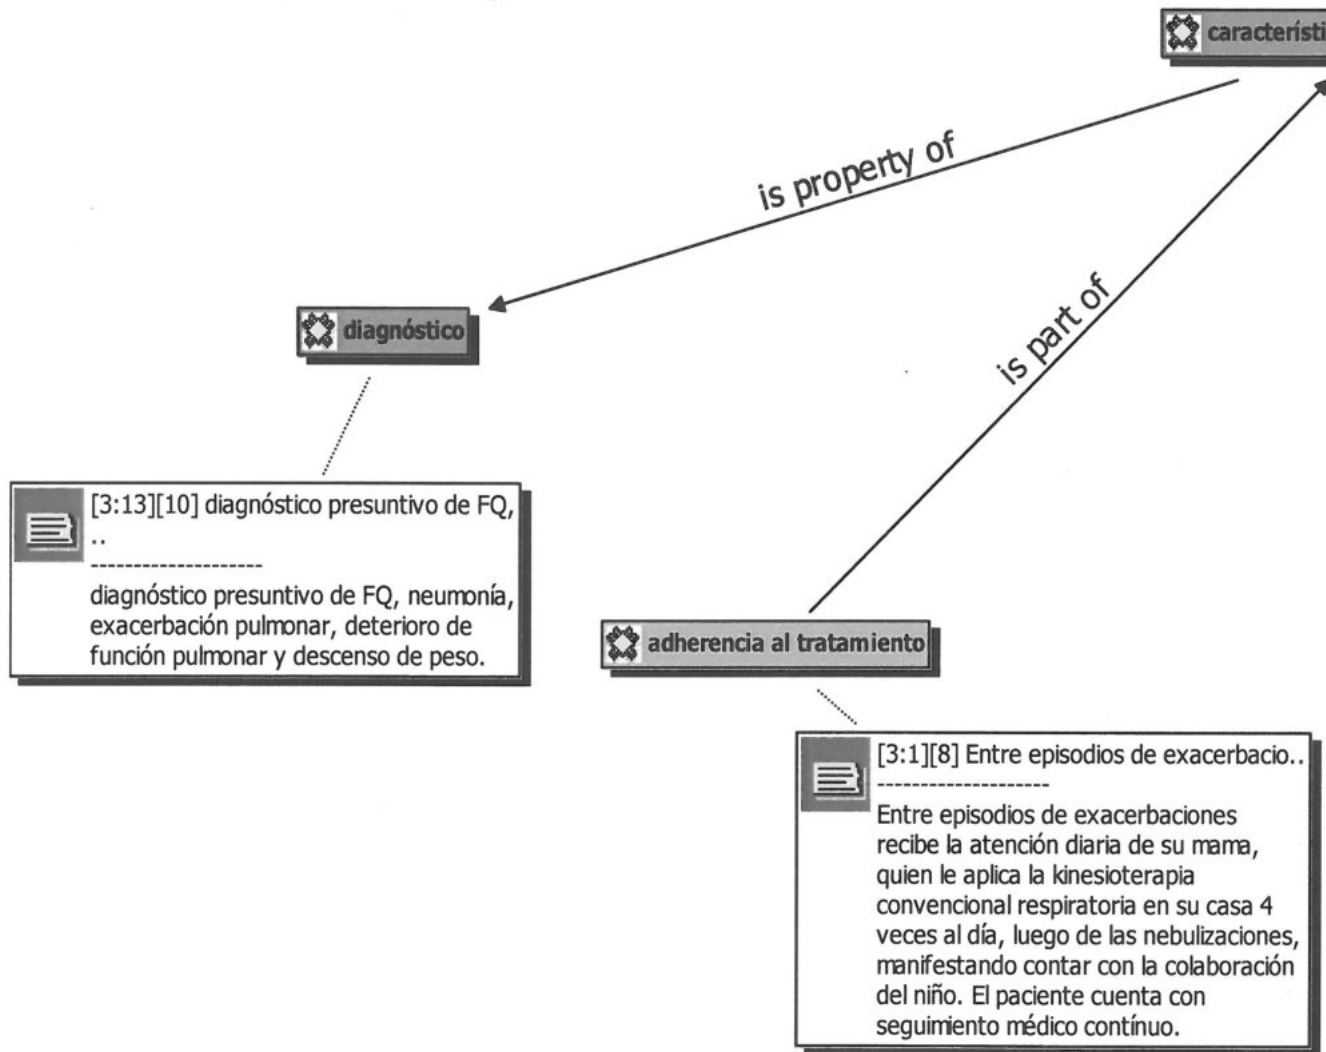 característi
is property of
diagnóstico
is part of
[3:13][10] diagnóstico presuntivo de FQ,
..
--------------------
diagnóstico presuntivo de FQ, neumonía,
exacerbación pulmonar, deterioro de
función pulmonar y descenso de peso.
adherencia al tratamiento
[3:1][8] Entre episodios de exacerbacio..
--------------------
Entre episodios de exacerbaciones
recibe la atención diaria de su mama,
quien le aplica la kinesioterapia
convencional respiratoria en su casa 4
veces al día, luego de las nebulizaciones,
manifestando contar con la colaboración
del niño. El paciente cuenta con
seguimiento médico contínuo.